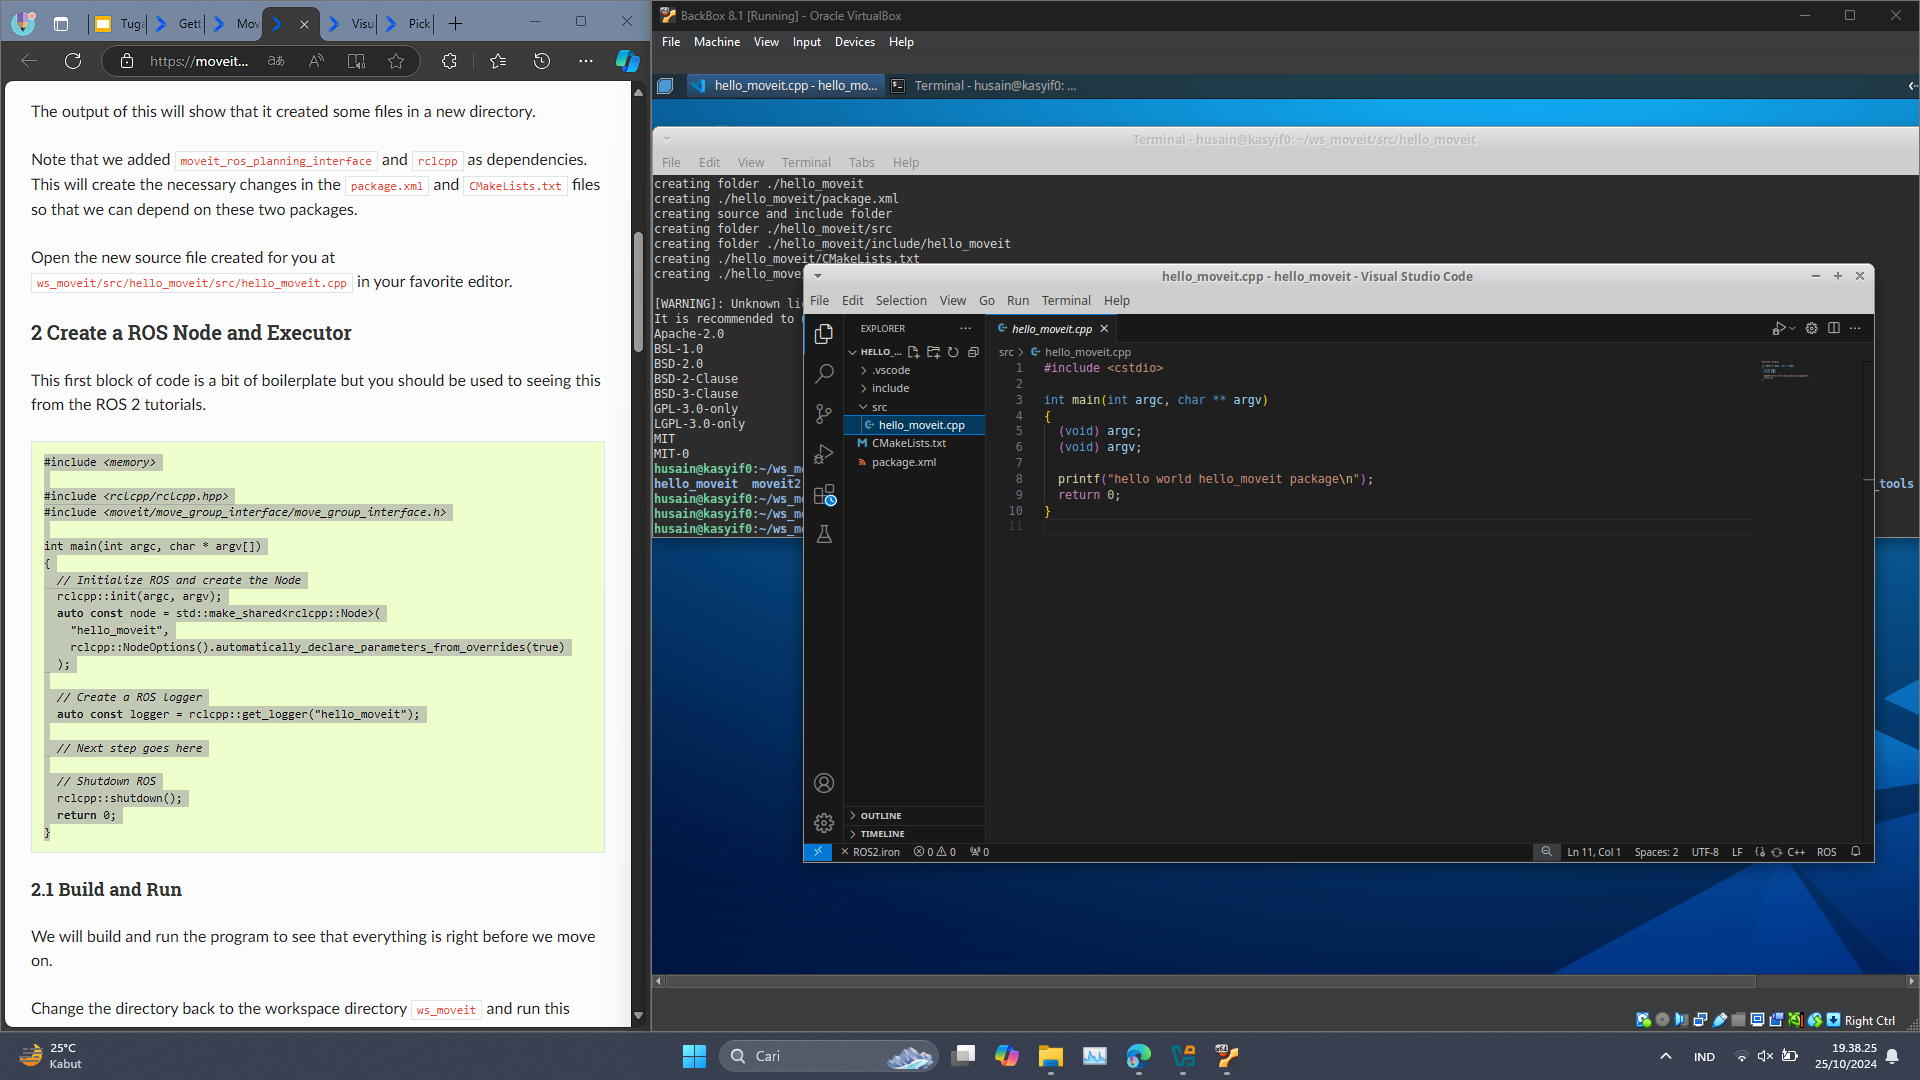 Tuga
Gett
Mov
Visu
Pick
https://moveit...
The output of this will show that it created some files in a new directory.
Note that we added moveit_ros_planning_interface and rclcpp as dependencies.
This will create the necessary changes in the package.xml and CMakeLists.txt files
so that we can depend on these two packages.
Open the new source file created for you at
ws_moveit/src/hello_moveit/src/hello_moveit.cpp in your favorite editor.
2 Create a ROS Node and Executor
This first block of code is a bit of boilerplate but you should be used to seeing this
from the ROS 2 tutorials.
#include <memory>
#include <rclcpp/rclcpp.hpp>
#include <moveit/move_group_interface/move_group_interface.h>
int main(int argc, char * argv[])
{
// Initialize ROS and create the Node
rclcpp::init(argc, argv);
auto const node = std::make_shared<rclcpp::Node>(
"hello_moveit",
rclcpp::NodeOptions().automatically_declare_parameters_from_overrides(true)
);
// Create a ROS logger
auto const logger = rclcpp::get_logger("hello_moveit");
// Next step goes here
// Shutdown ROS
rclcpp::shutdown();
return 0;
}
2.1 Build and Run
We will build and run the program to see that everything is right before we move
on.
Change the directory back to the workspace directory ws_moveit and run this
BackBox 8.1 [Running] - Oracle VirtualBox
File Machine View Input Devices Help
hello_moveit.cpp - hello_mo...
Terminal - husain@kasyif0: ~...
Terminal - husain@kasyif0: ~/ws_moveit/src/hello_moveit
File Edit View Terminal Tabs Help
creating folder ./hello_moveit
creating ./hello_moveit/package.xml
creating source and include folder
creating folder ./hello_moveit/src
creating folder ./hello_moveit/include/hello_moveit
creating ./hello_moveit/CMakeLists.txt
creating ./hello_move
[WARNING]: Unknown li
It is recommended to
Apache-2.0
BSL-1.0
BSD-2.0
BSD-2-Clause
BSD-3-Clause
GPL-3.0-only
LGPL-3.0-only
MIT
MIT-0
husain@kasyif0:~/ws_m
hello_moveit moveit2
_tools
husain@kasyif0:~/ws_m
husain@kasyif0:~/ws_m
husain@kasyif0:~/ws_m
hello_moveit.cpp - hello_moveit - Visual Studio Code
File Edit Selection View Go Run Terminal Help
EXPLORER
HELLO_...
.vscode
include
src
hello_moveit.cpp
CMakeLists.txt
package.xml
OUTLINE
TIMELINE
hello_moveit.cpp
src > hello_moveit.cpp
1 #include <cstdio>
2
3 int main(int argc, char ** argv)
4 {
5 (void) argc;
6 (void) argv;
7
8 printf("hello world hello_moveit package\n");
9 return 0;
10 }
11
ROS2.iron 0 0 0
Ln 11, Col 1 Spaces: 2 UTF-8 LF C++ ROS
Right Ctrl
25°C
Kabut
Cari
IND
19.38.25
25/10/2024